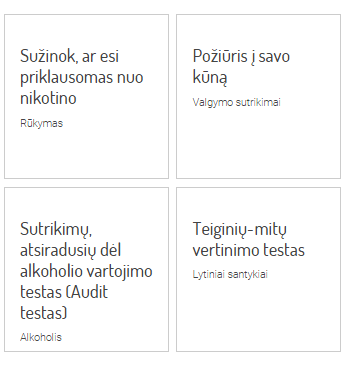 Sužinok, ar esi
priklausomas nuo
nikotino
Rūkymas
Požiūris į savo
kūną
Valgymo sutrikimai
Sutrikimų,
atsiradusių dėl
alkoholio vartojimo
testas (Audit
testas)
Alkoholis
Teiginių-mitų
vertinimo testas
Lytiniai santykiai